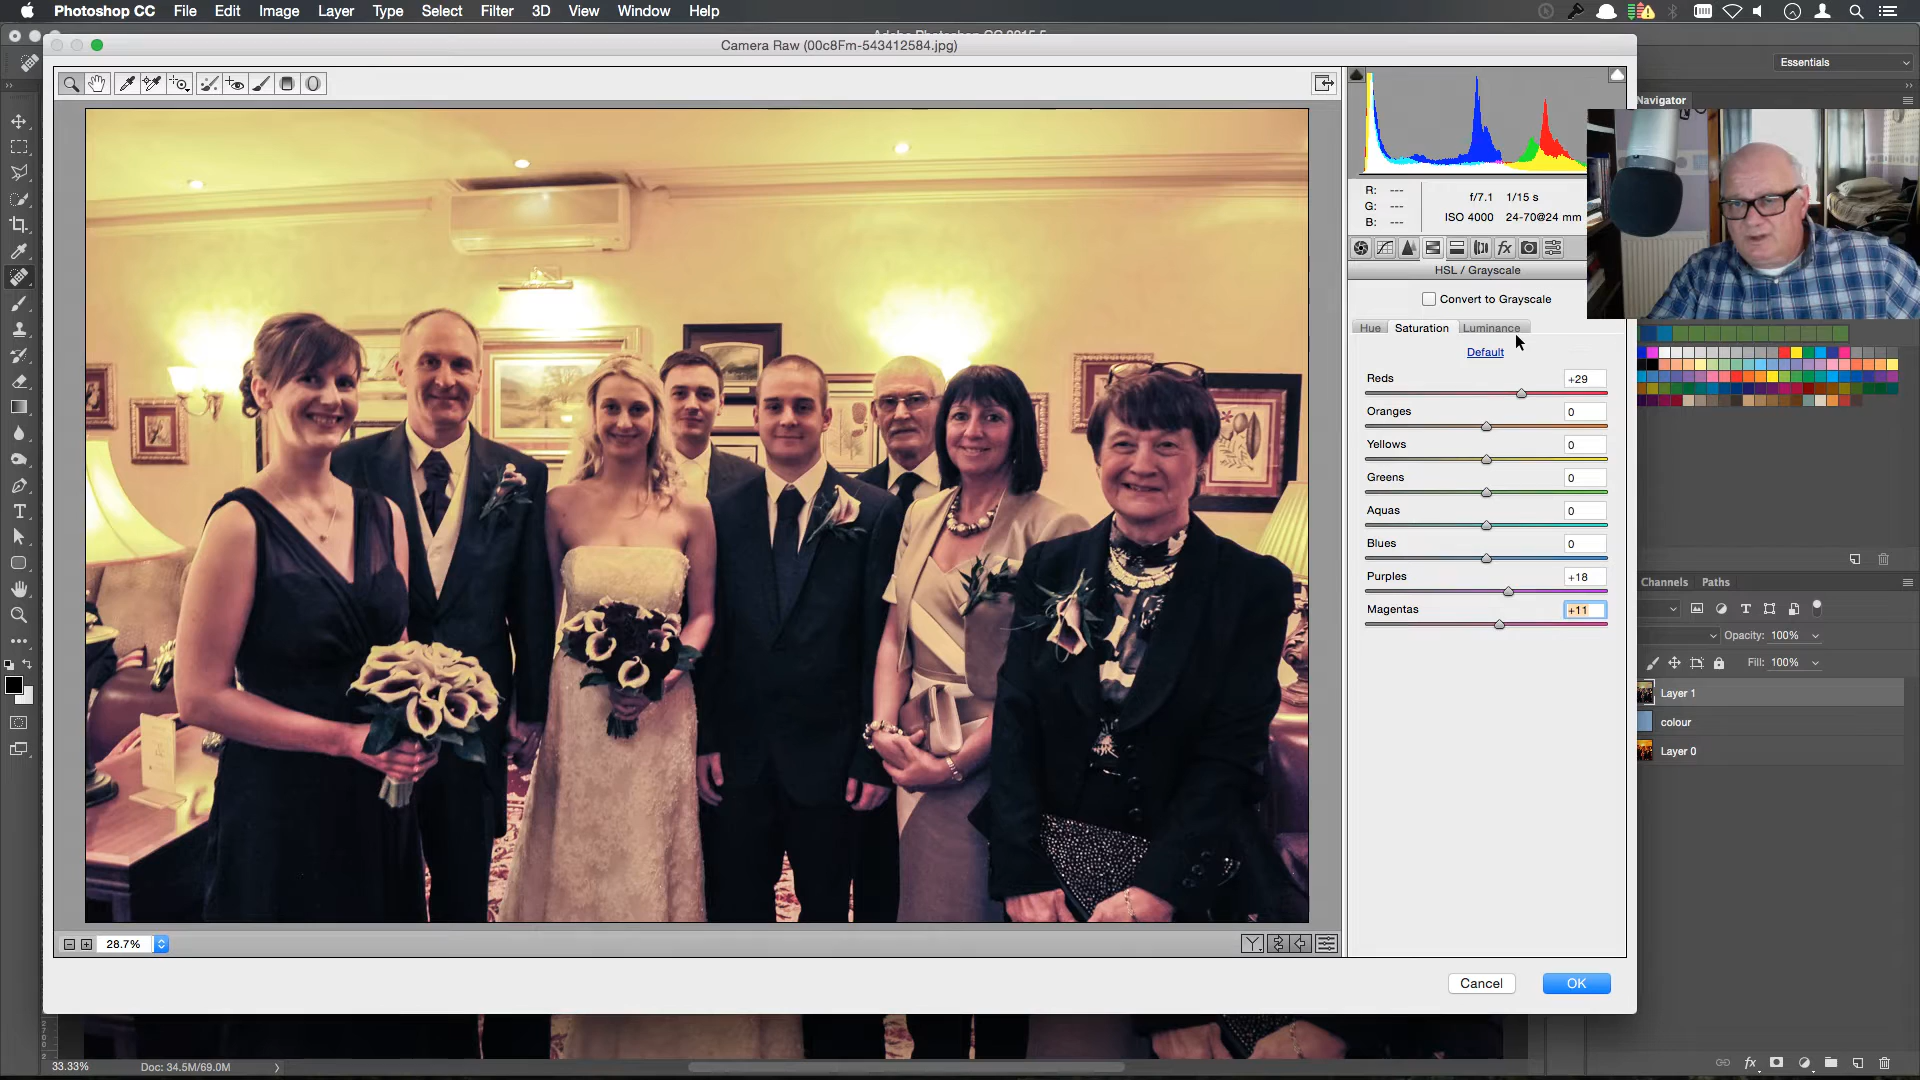 Photoshop CC File Edit Image Layer Type Select Filter 3D View Window Help
Camera Raw (00c8Fm-543412584.jpg)
Essentials
Navigator
R: ---
G: ---
B: ---
f/7.1 1/15 s
ISO 4000 24-70@24 mm
fx
HSL / Grayscale
Convert to Grayscale
Hue Saturation Luminance
Default
Reds +29
Oranges 0
Yellows 0
Greens 0
Aquas 0
Blues 0
Purples +18
Magentas +11
Channels Paths
Opacity: 100%
Fill: 100%
Layer 1
colour
Layer 0
28.7%
Cancel OK
33.33% Doc: 34.5M/69.0M
fx